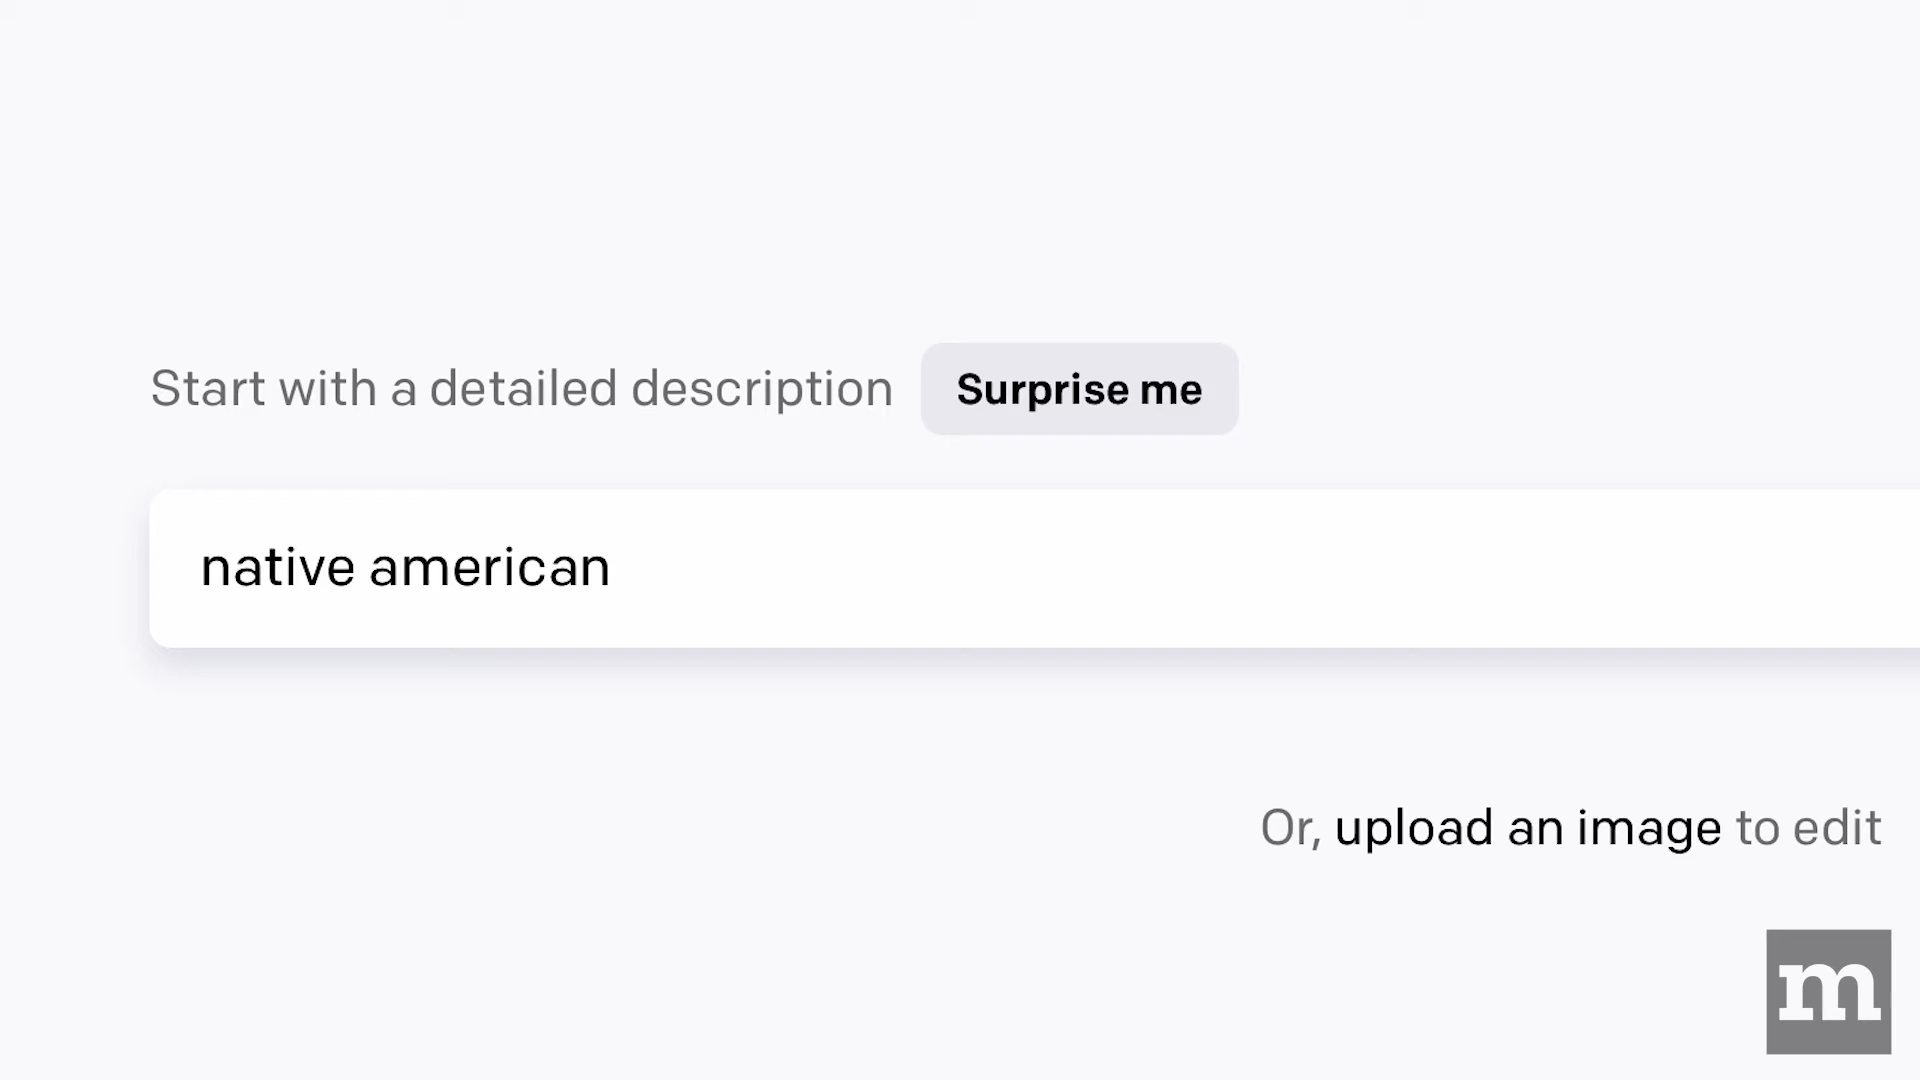 Start with a detailed description Surprise me
native american
Or, upload an image to edit
m